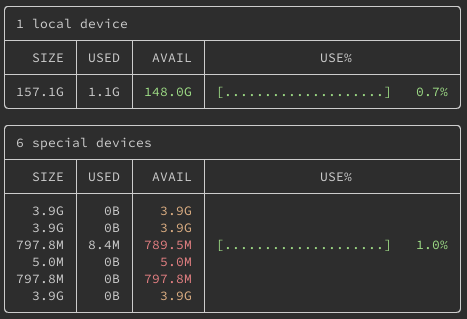 1 local device
SIZE USED AVAIL USE%
157.1G 1.1G 148.0G [....................] 0.7%
6 special devices
SIZE USED AVAIL USE%
3.9G 0B 3.9G
3.9G 0B 3.9G
797.8M 8.4M 789.5M [....................] 1.0%
5.0M 0B 5.0M
797.8M 0B 797.8M
3.9G 0B 3.9G